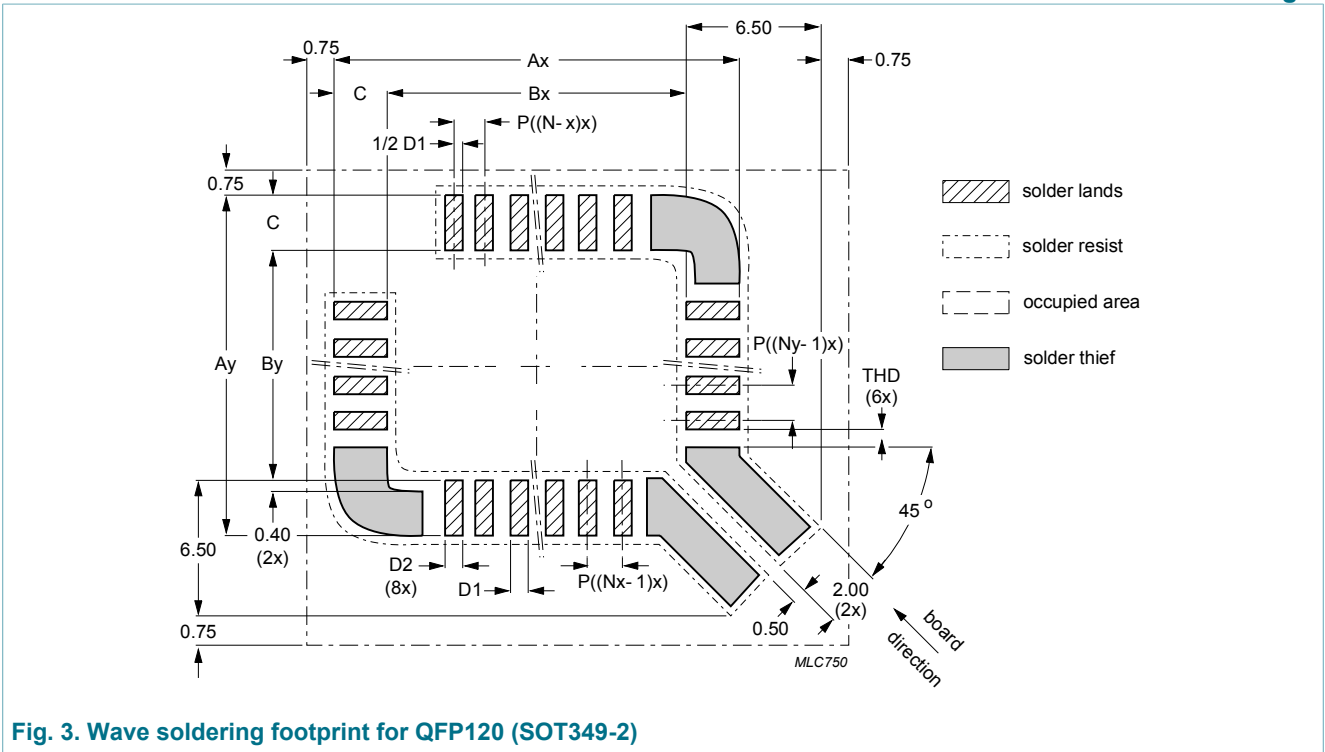 6.50
0.75
Ax
0.75
C
Bx
P((N- x)x)
1/2 D1
0.75
solder lands
C
solder resist
occupied area
Ay
By
P((Ny- 1)x)
solder thief
THD
(6x)
45 o
0.40
(2x)
6.50
D2
(8x)
D1
P((Nx- 1)x)
2.00
(2x)
0.50
0.75
board
direction
MLC750
Fig. 3. Wave soldering footprint for QFP120 (SOT349-2)